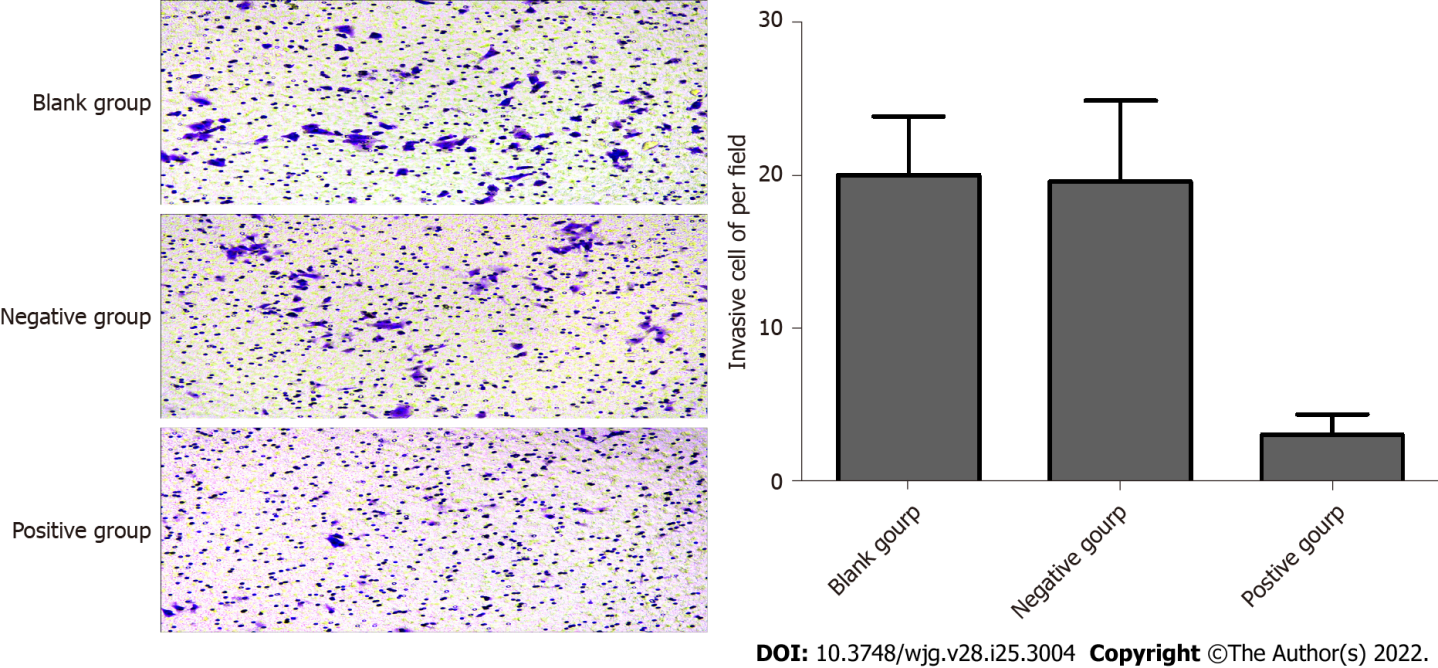 Blank group
Negative group
Positive group
Invasive cell of per field
30
20
10
0
Blank gourp
Negative gourp
Postive gourp
DOI: 10.3748/wjg.v28.i25.3004 Copyright ©The Author(s) 2022.